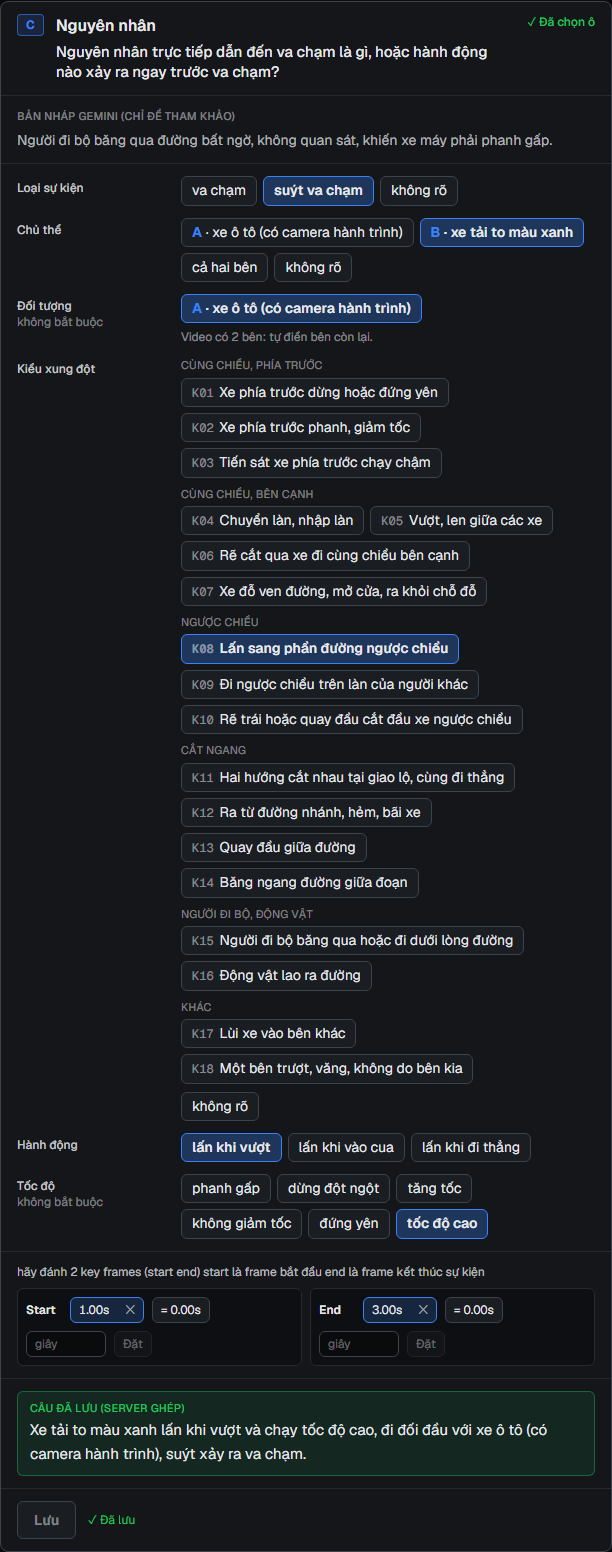 C Nguyên nhân
✓ Đã chọn ô
Nguyên nhân trực tiếp dẫn đến va chạm là gì, hoặc hành động
nào xảy ra ngay trước va chạm?
BẢN NHÁP GEMINI (CHỈ ĐỂ THAM KHẢO)
Người đi bộ băng qua đường bất ngờ, không quan sát, khiến xe máy phải phanh gấp.
Loại sự kiện
va chạm suýt va chạm không rõ
Chủ thể
A · xe ô tô (có camera hành trình) B · xe tải to màu xanh
cả hai bên không rõ
Đối tượng
không bắt buộc
A · xe ô tô (có camera hành trình)
Video có 2 bên: tự điền bên còn lại.
Kiểu xung đột
CÙNG CHIỀU, PHÍA TRƯỚC
K01 Xe phía trước dừng hoặc đứng yên
K02 Xe phía trước phanh, giảm tốc
K03 Tiến sát xe phía trước chạy chậm
CÙNG CHIỀU, BÊN CẠNH
K04 Chuyển làn, nhập làn K05 Vượt, len giữa các xe
K06 Rẽ cắt qua xe đi cùng chiều bên cạnh
K07 Xe đỗ ven đường, mở cửa, ra khỏi chỗ đỗ
NGƯỢC CHIỀU
K08 Lấn sang phần đường ngược chiều
K09 Đi ngược chiều trên làn của người khác
K10 Rẽ trái hoặc quay đầu cắt đầu xe ngược chiều
CẮT NGANG
K11 Hai hướng cắt nhau tại giao lộ, cùng đi thẳng
K12 Ra từ đường nhánh, hẻm, bãi xe
K13 Quay đầu giữa đường
K14 Băng ngang đường giữa đoạn
NGƯỜI ĐI BỘ, ĐỘNG VẬT
K15 Người đi bộ băng qua hoặc đi dưới lòng đường
K16 Động vật lao ra đường
KHÁC
K17 Lùi xe vào bên khác
K18 Một bên trượt, văng, không do bên kia
không rõ
Hành động
lấn khi vượt lấn khi vào cua lấn khi đi thẳng
Tốc độ
không bắt buộc
phanh gấp dừng đột ngột tăng tốc
không giảm tốc đứng yên tốc độ cao
hãy đánh 2 key frames (start end) start là frame bắt đầu end là frame kết thúc sự kiện
Start 1.00s × = 0.00s
giây Đặt
End 3.00s × = 0.00s
giây Đặt
CÂU ĐÃ LƯU (SERVER GHÉP)
Xe tải to màu xanh lấn khi vượt và chạy tốc độ cao, đi đối đầu với xe ô tô (có
camera hành trình), suýt xảy ra va chạm.
Lưu ✓ Đã lưu